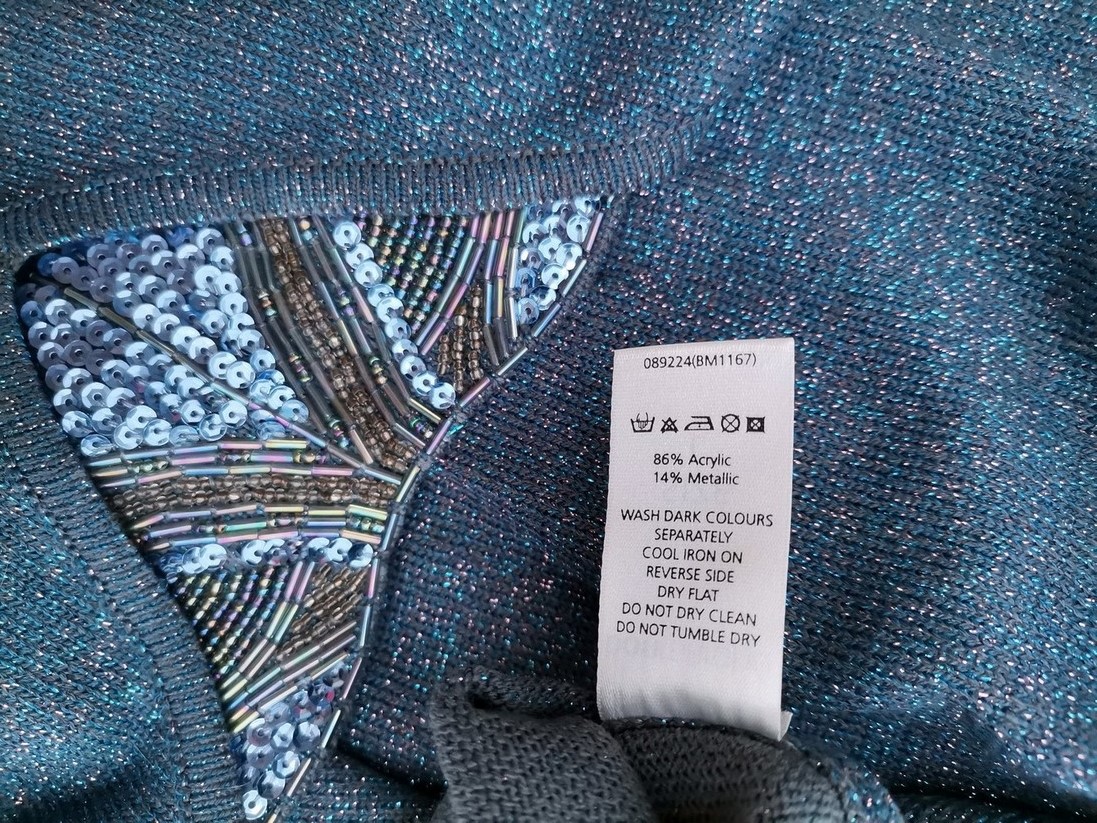 089224(BM1167)
86% Acrylic
14% Metallic
WASH DARK COLOURS
SEPARATELY
COOL IRON ON
REVERSE SIDE
DRY FLAT
DO NOT DRY CLEAN
DO NOT TUMBLE DRY